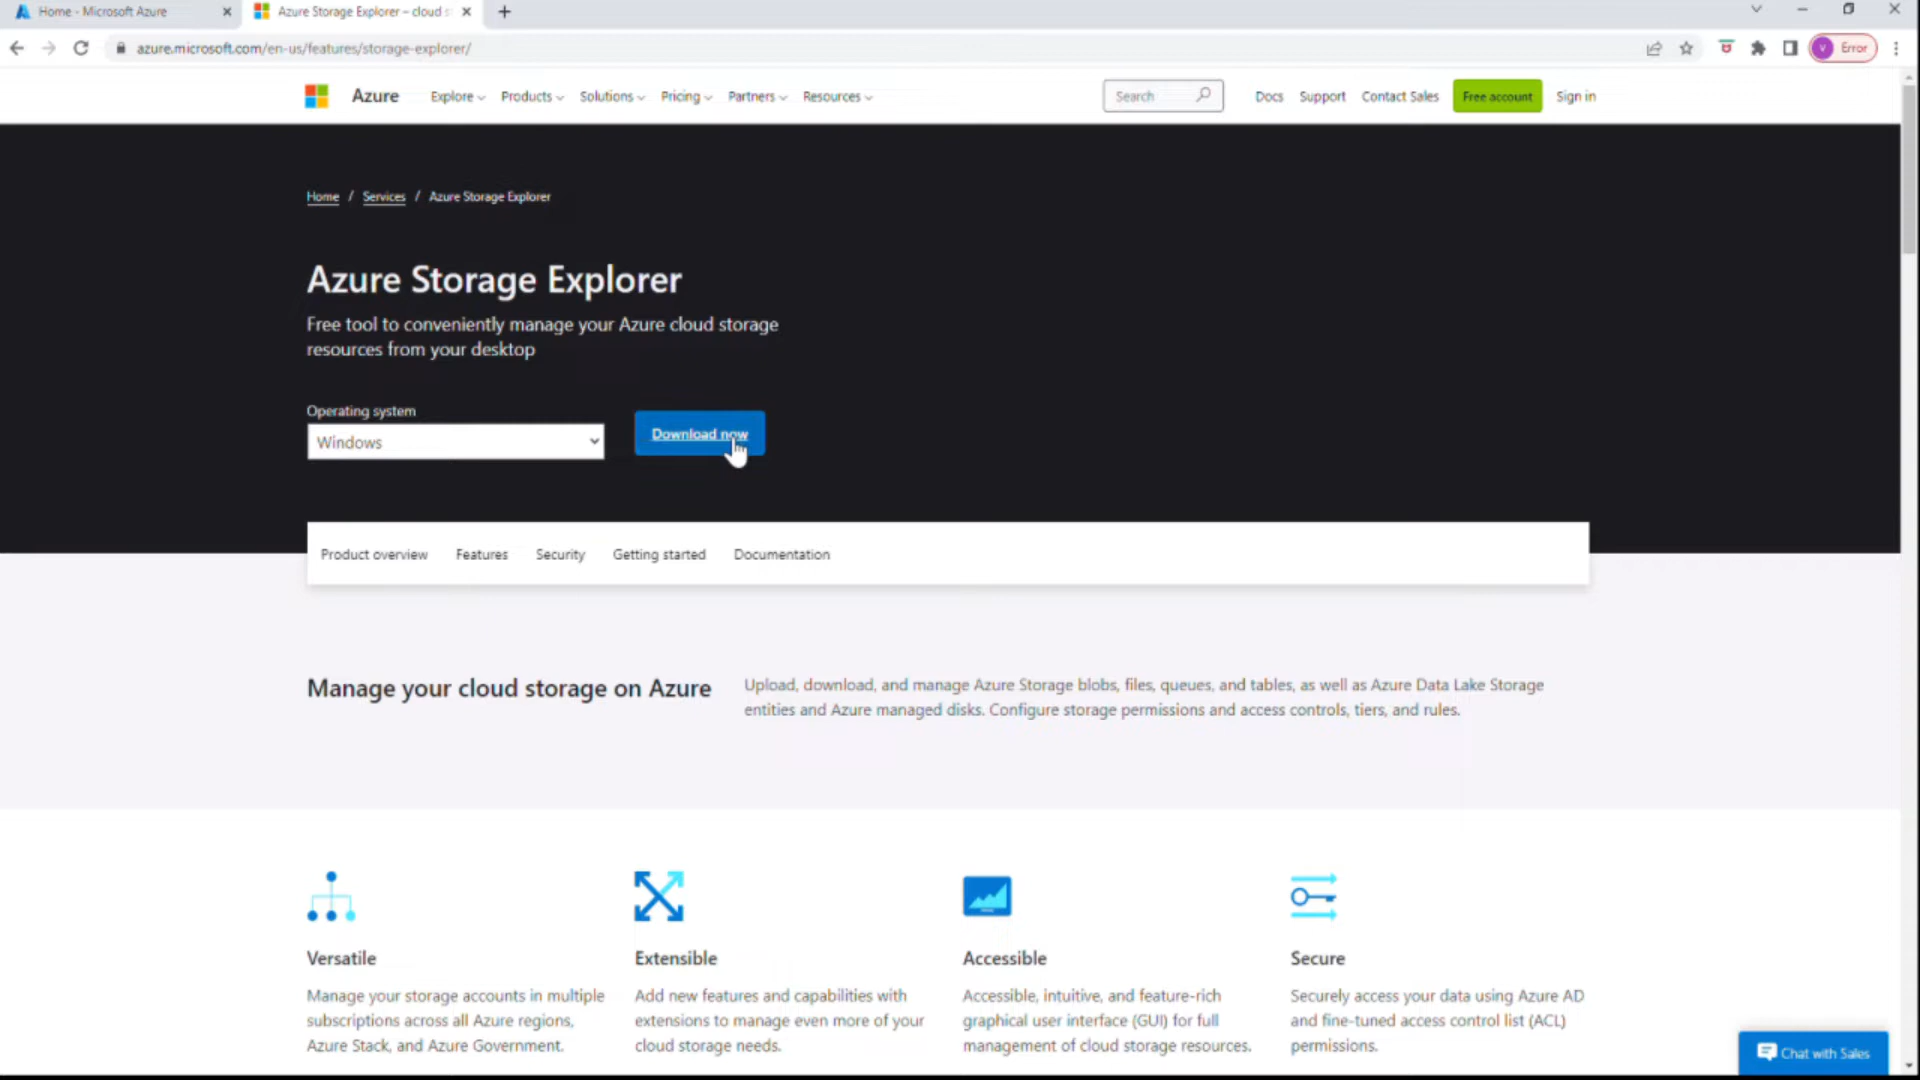 Home - Microsoft Azure
Azure Storage Explorer – cloud s
azure.microsoft.com/en-us/features/storage-explorer/
V Error
Azure Explore Products Solutions Pricing Partners Resources Search Docs Support Contact Sales Free account Sign in
Home / Services / Azure Storage Explorer
Azure Storage Explorer
Free tool to conveniently manage your Azure cloud storage
resources from your desktop
Operating system
Windows
Download now
Product overview Features Security Getting started Documentation
Manage your cloud storage on Azure
Upload, download, and manage Azure Storage blobs, files, queues, and tables, as well as Azure Data Lake Storage
entities and Azure managed disks. Configure storage permissions and access controls, tiers, and rules.
Versatile
Manage your storage accounts in multiple
subscriptions across all Azure regions,
Azure Stack, and Azure Government.
Extensible
Add new features and capabilities with
extensions to manage even more of your
cloud storage needs.
Accessible
Accessible, intuitive, and feature-rich
graphical user interface (GUI) for full
management of cloud storage resources.
Secure
Securely access your data using Azure AD
and fine-tuned access control list (ACL)
permissions.
Chat with Sales